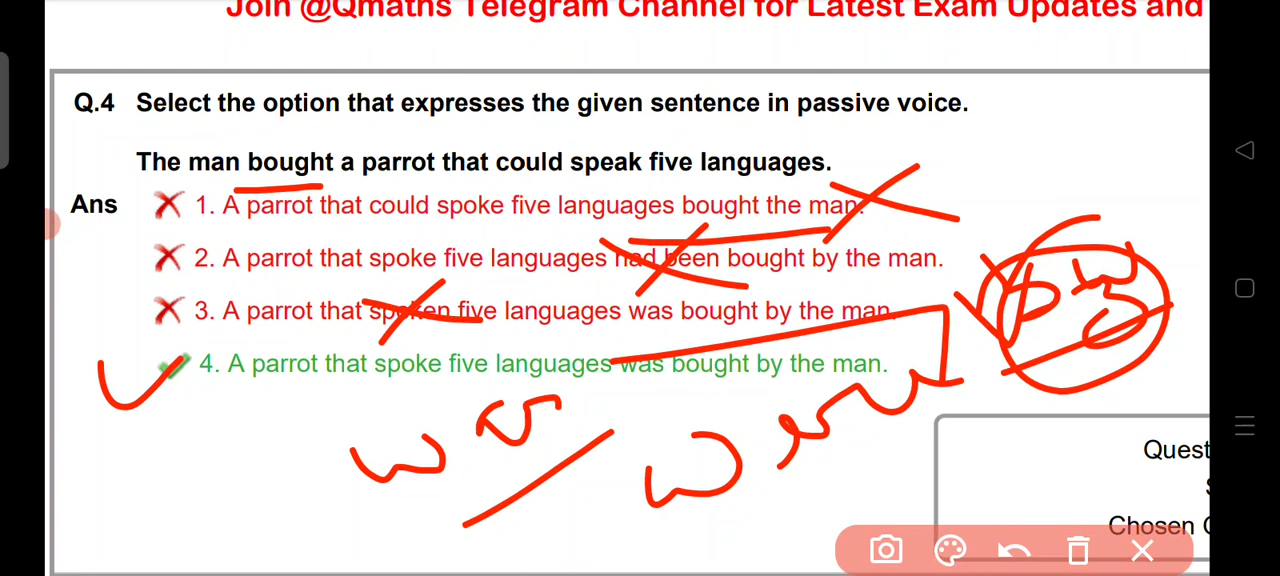 Join @Qmaths Telegram Channel for Latest Exam Updates and
Q.4 Select the option that expresses the given sentence in passive voice.
The man bought a parrot that could speak five languages.
Ans 1. A parrot that could spoke five languages bought the man.
2. A parrot that spoke five languages had been bought by the man.
3. A parrot that spoken five languages was bought by the man.
4. A parrot that spoke five languages was bought by the man.
was / were
Quest
Chosen